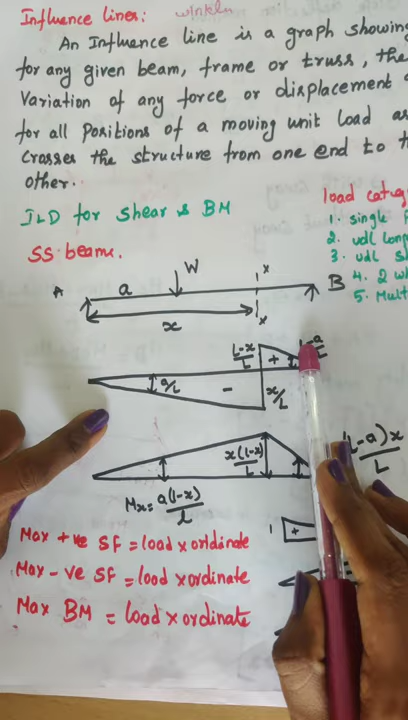 Influence lines: winkler
An Influence line is a graph showing
for any given beam, frame or truss, the
Variation of any force or displacement
for all Positions of a moving unit load as
crosses the structure from one end to
other.
ILD for Shear & BM
SS beams.
load
1. single
2. udl
3. udl
4. 2
5. Mult
A a W x B
x
x
L-x/L + L-a/L
a/L - x/L
x(L-x)/L (L-a)x/L
Mx = a(L-x)/L
1 +
Max +ve SF = load x ordinate
Max -ve SF = load x ordinate
Max BM = load x ordinate